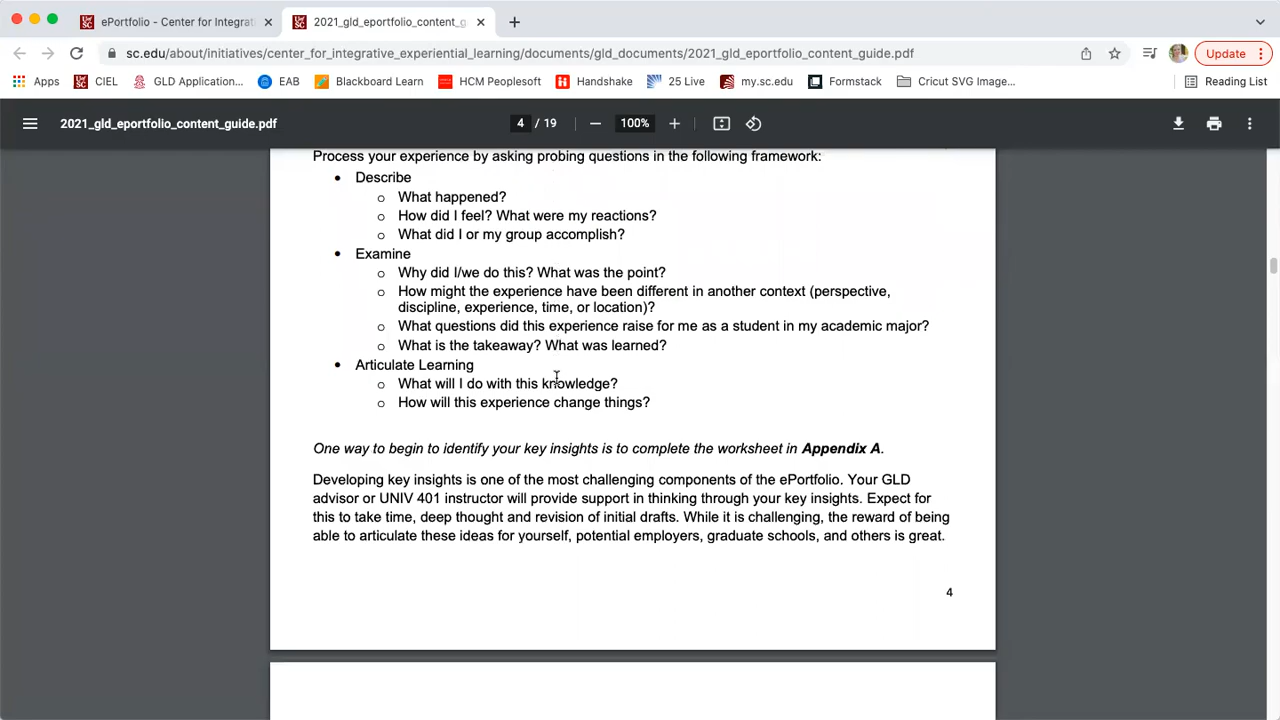 ePortfolio - Center for Integrati
2021_gld_eportfolio_content_g
sc.edu/about/initiatives/center_for_integrative_experiential_learning/documents/gld_documents/2021_gld_eportfolio_content_guide.pdf
Update
Apps
CIEL
GLD Application...
EAB
Blackboard Learn
HCM Peoplesoft
Handshake
25 Live
my.sc.edu
Formstack
Cricut SVG Image...
Reading List
2021_gld_eportfolio_content_guide.pdf
4 / 19
100%
Process your experience by asking probing questions in the following framework:
• Describe
o What happened?
o How did I feel? What were my reactions?
o What did I or my group accomplish?
• Examine
o Why did I/we do this? What was the point?
o How might the experience have been different in another context (perspective,
discipline, experience, time, or location)?
o What questions did this experience raise for me as a student in my academic major?
o What is the takeaway? What was learned?
• Articulate Learning
o What will I do with this knowledge?
o How will this experience change things?
One way to begin to identify your key insights is to complete the worksheet in Appendix A.
Developing key insights is one of the most challenging components of the ePortfolio. Your GLD
advisor or UNIV 401 instructor will provide support in thinking through your key insights. Expect for
this to take time, deep thought and revision of initial drafts. While it is challenging, the reward of being
able to articulate these ideas for yourself, potential employers, graduate schools, and others is great.
4